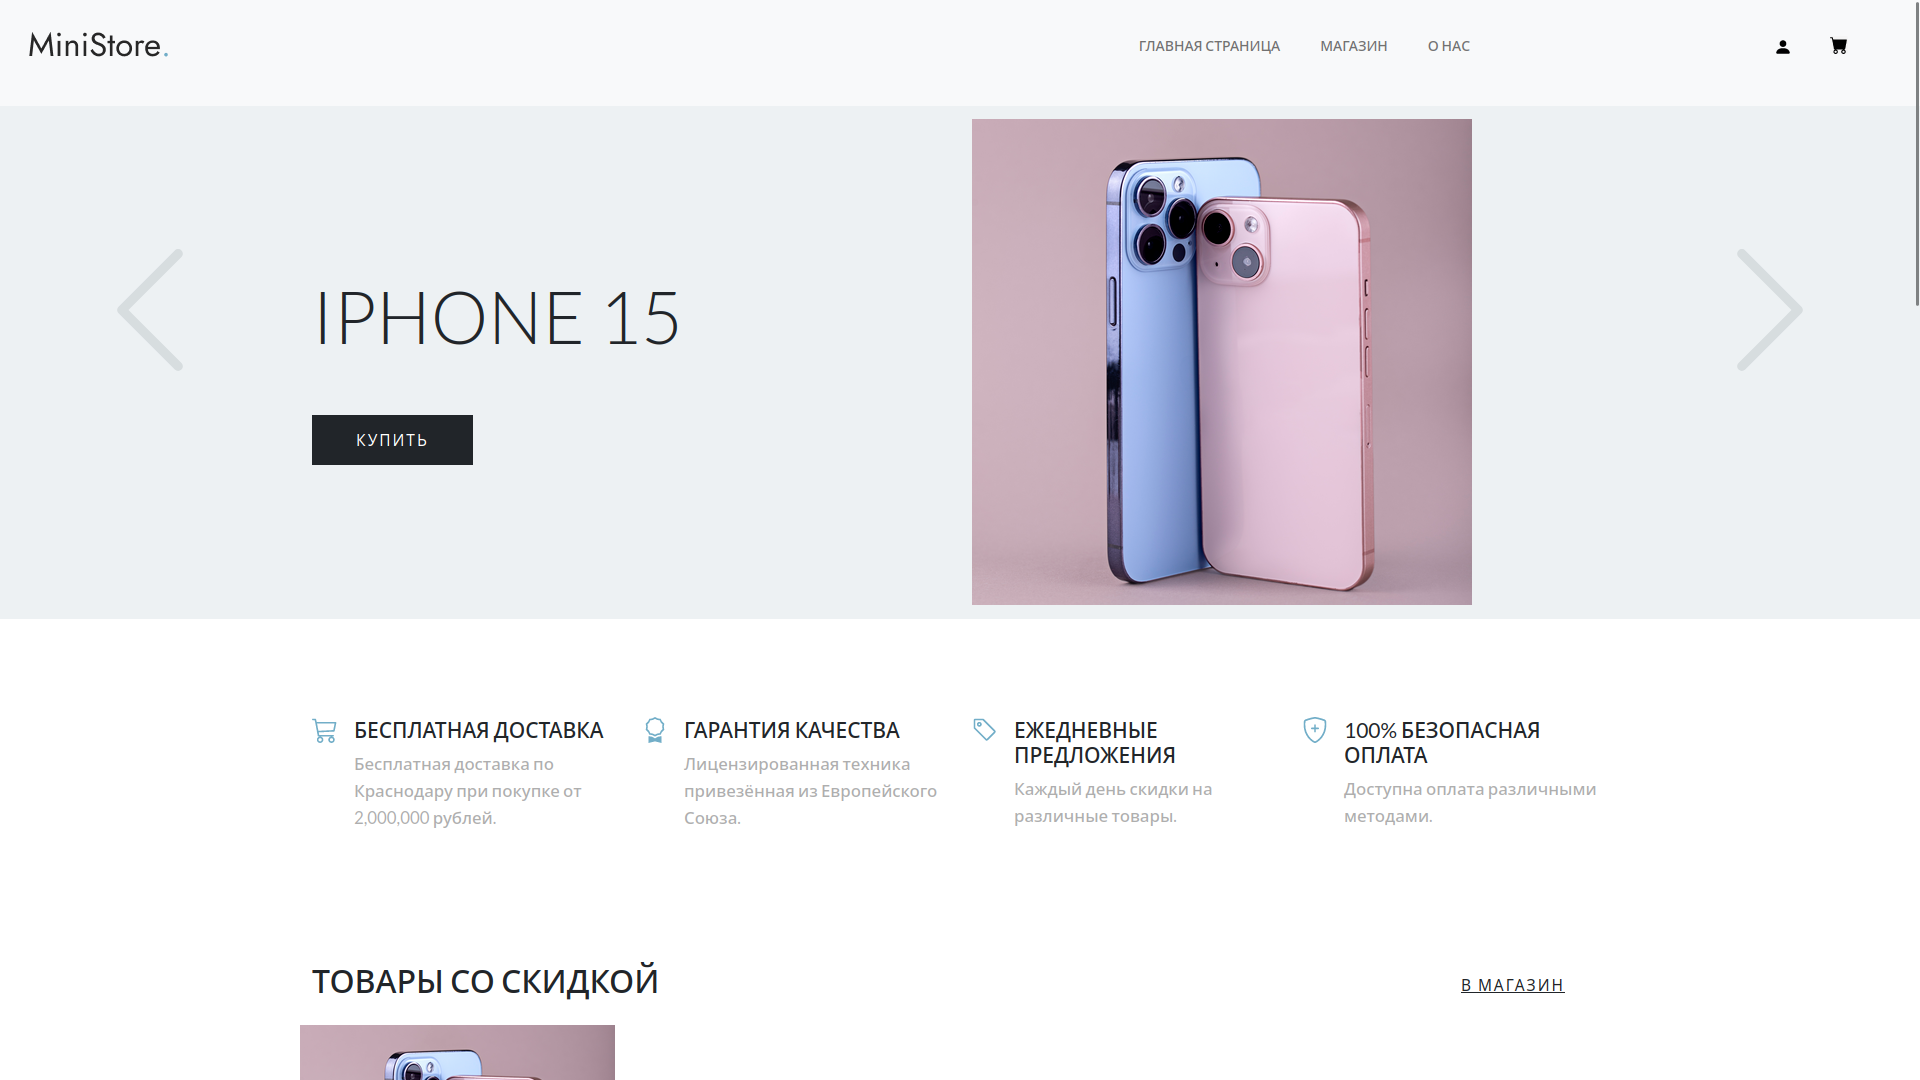 MiniStore.
ГЛАВНАЯ СТРАНИЦА
МАГАЗИН
О НАС
IPHONE 15
КУПИТЬ
БЕСПЛАТНАЯ ДОСТАВКА
Бесплатная доставка по
Краснодару при покупке от
2,000,000 рублей.
ГАРАНТИЯ КАЧЕСТВА
Лицензированная техника
привезённая из Европейского
Союза.
ЕЖЕДНЕВНЫЕ
ПРЕДЛОЖЕНИЯ
Каждый день скидки на
различные товары.
100% БЕЗОПАСНАЯ
ОПЛАТА
Доступна оплата различными
методами.
ТОВАРЫ СО СКИДКОЙ
В МАГАЗИН